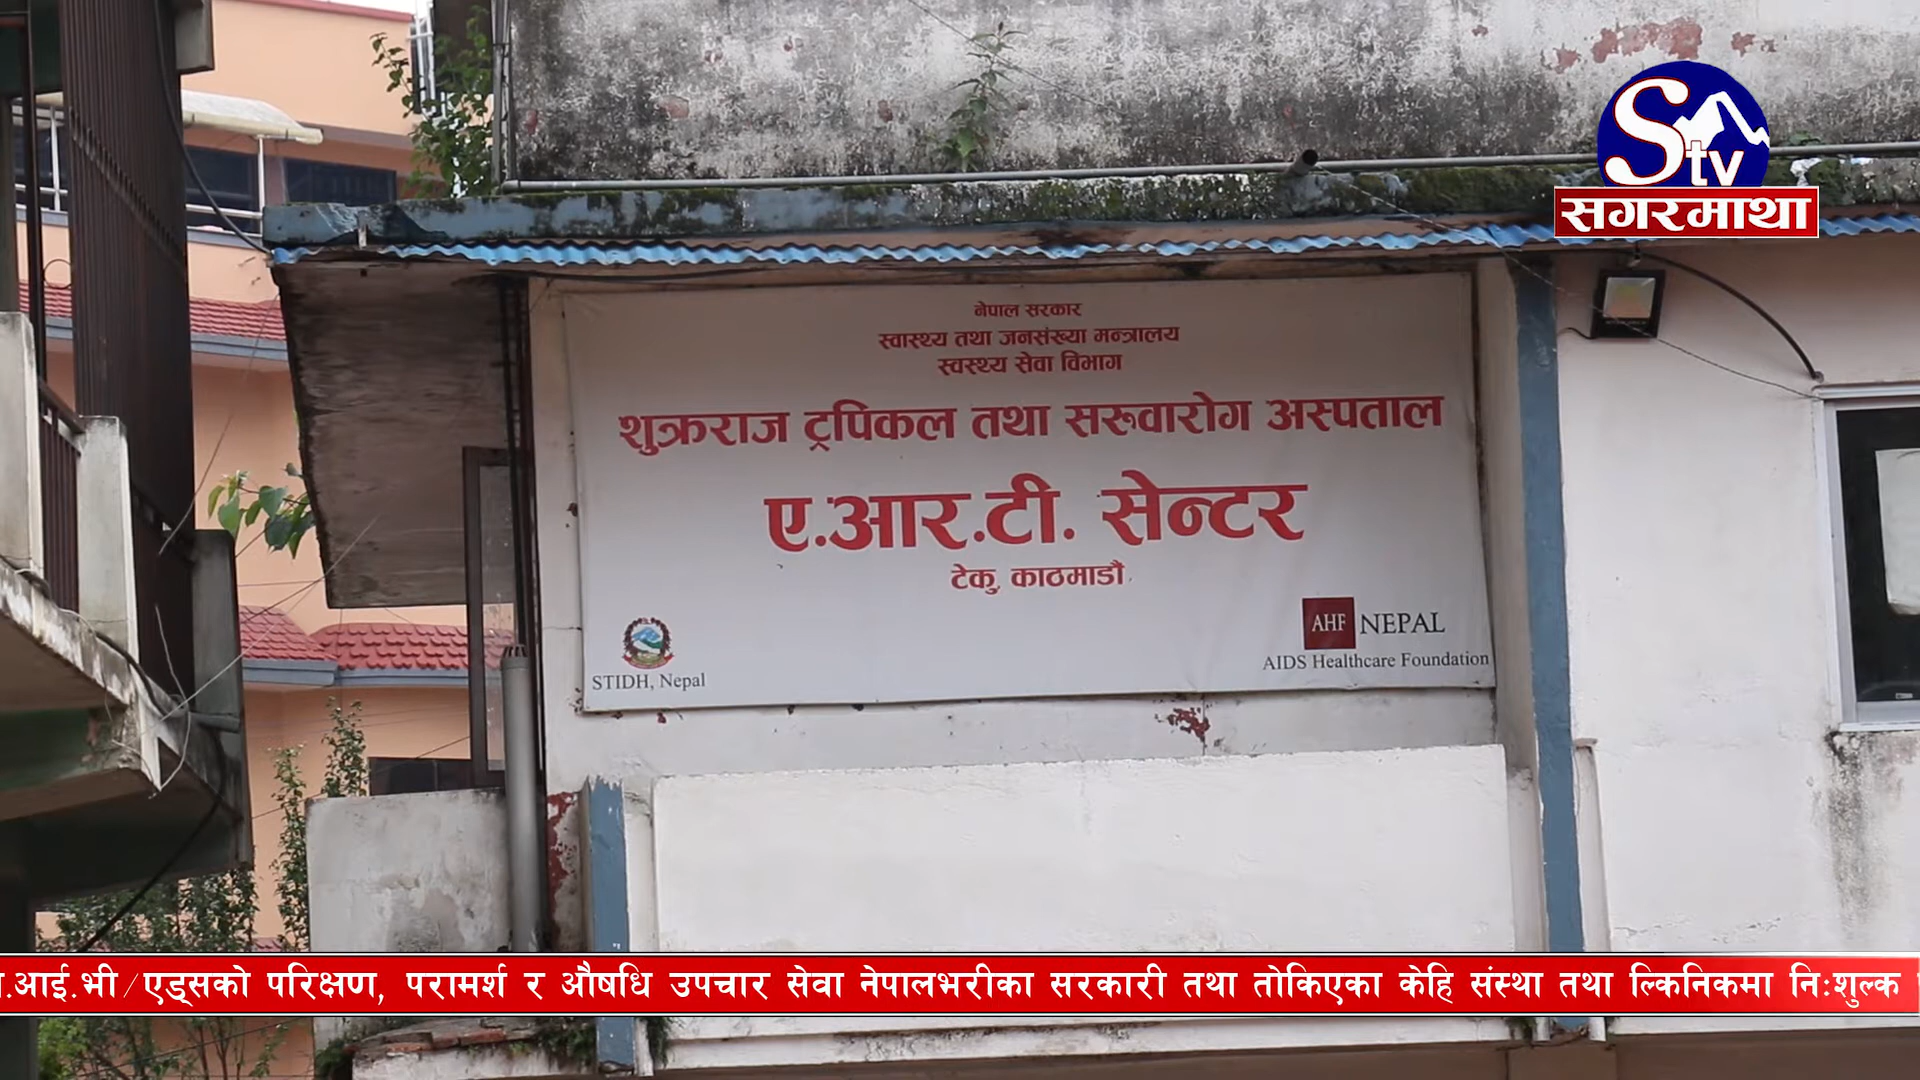 S tv
सगरमाथा
नेपाल सरकार
स्वास्थ्य तथा जनसंख्या मन्त्रालय
स्वस्थ्य सेवा विभाग
शुक्रराज ट्रपिकल तथा सरुवारोग अस्पताल
ए.आर.टी. सेन्टर
टेकु, काठमाडौ
AHF NEPAL
AIDS Healthcare Foundation
STIDH, Nepal
.आई.भी/एड्सको परिक्षण, परामर्श र औषधि उपचार सेवा नेपालभरीका सरकारी तथा तोकिएका केहि संस्था तथा ल्किनिकमा नि:शुल्क